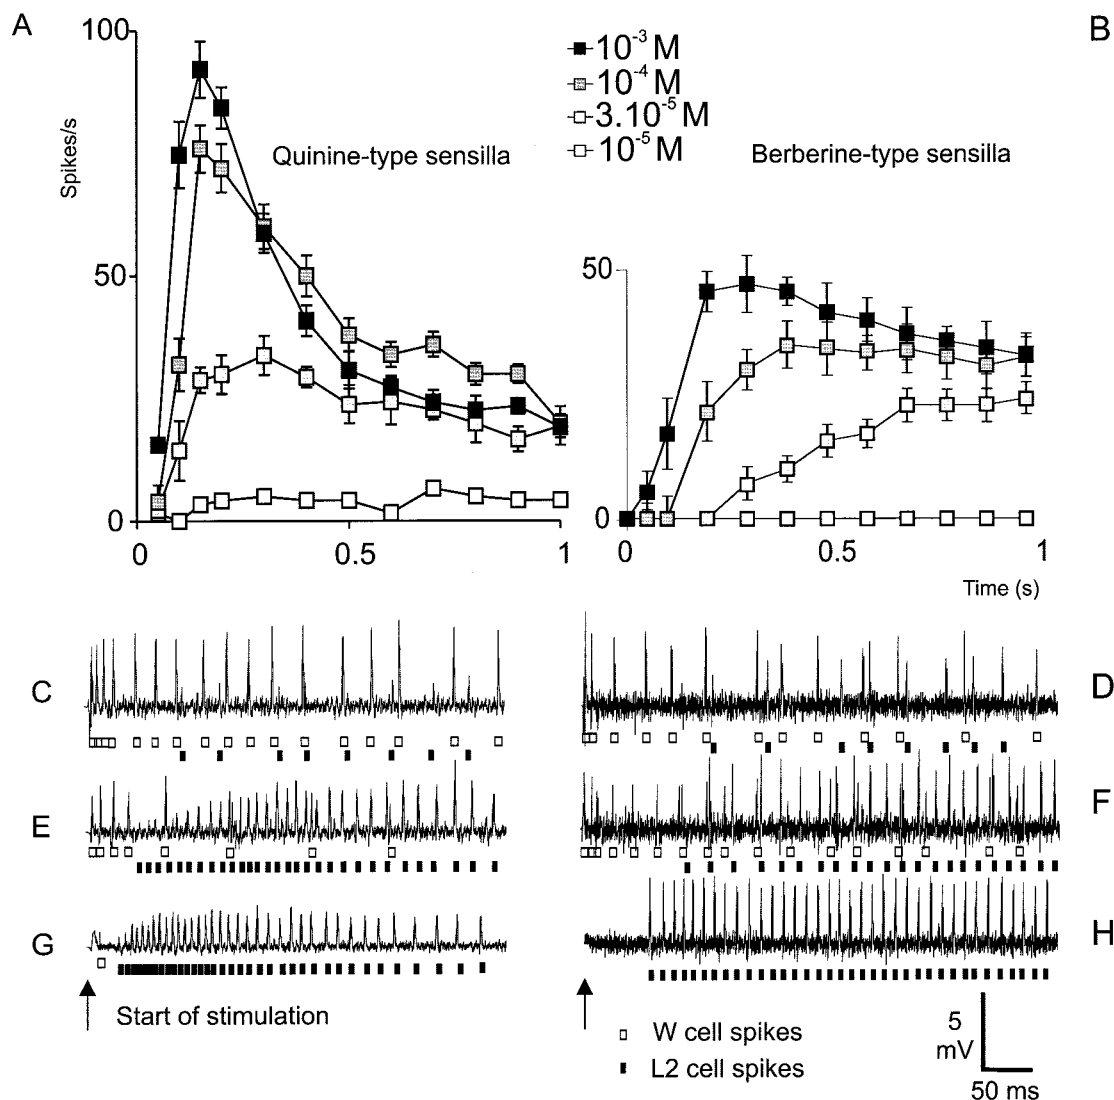 A
B
100
50
0
0
0.5
1
Spikes/s
10⁻³ M
10⁻⁴ M
3.10⁻⁵ M
10⁻⁵ M
Quinine-type sensilla
Berberine-type sensilla
50
0
0
0.5
1
Time (s)
C
D
E
F
G
H
Start of stimulation
W cell spikes
L2 cell spikes
5
mV
50 ms